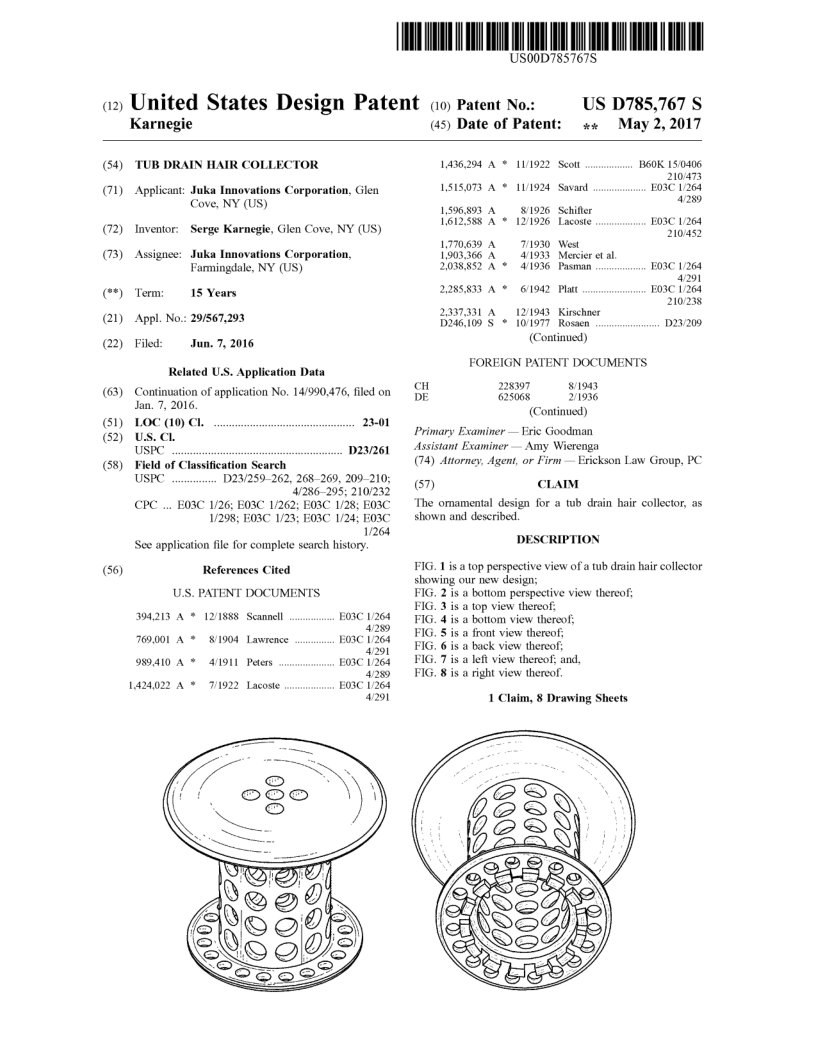 US00D785767S
(12) United States Design Patent
Karnegie
(10) Patent No.: US D785,767 S
(45) Date of Patent: ** May 2, 2017
(54) TUB DRAIN HAIR COLLECTOR
(71) Applicant: Juka Innovations Corporation, Glen
Cove, NY (US)
(72) Inventor: Serge Karnegie, Glen Cove, NY (US)
(73) Assignee: Juka Innovations Corporation,
Farmingdale, NY (US)
(**) Term: 15 Years
(21) Appl. No.: 29/567,293
(22) Filed: Jun. 7, 2016
Related U.S. Application Data
(63) Continuation of application No. 14/990,476, filed on
Jan. 7, 2016.
(51) LOC (10) Cl. ............................................... 23-01
(52) U.S. Cl.
USPC ......................................................... D23/261
(58) Field of Classification Search
USPC ............... D23/259–262, 268–269, 209–210;
4/286–295; 210/232
CPC ... E03C 1/26; E03C 1/262; E03C 1/28; E03C
1/298; E03C 1/23; E03C 1/24; E03C
1/264
See application file for complete search history.
(56) References Cited
U.S. PATENT DOCUMENTS
394,213 A * 12/1888 Scannell ................ E03C 1/264
4/289
769,001 A * 8/1904 Lawrence .............. E03C 1/264
4/291
989,410 A * 4/1911 Peters ..................... E03C 1/264
4/289
1,424,022 A * 7/1922 Lacoste ................... E03C 1/264
4/291
1,436,294 A * 11/1922 Scott .................. B60K 15/0406
210/473
1,515,073 A * 11/1924 Savard .................... E03C 1/264
4/289
1,596,893 A 8/1926 Schifter
1,612,588 A * 12/1926 Lacoste ................... E03C 1/264
210/452
1,770,639 A 7/1930 West
1,903,366 A 4/1933 Mercier et al.
2,038,852 A * 4/1936 Pasman ................... E03C 1/264
4/291
2,285,833 A * 6/1942 Platt ........................ E03C 1/264
210/238
2,337,331 A 12/1943 Kirschner
D246,109 S * 10/1977 Rosaen ........................ D23/209
(Continued)
FOREIGN PATENT DOCUMENTS
CH 228397 8/1943
DE 625068 2/1936
(Continued)
Primary Examiner — Eric Goodman
Assistant Examiner — Amy Wierenga
(74) Attorney, Agent, or Firm — Erickson Law Group, PC
(57) CLAIM
The ornamental design for a tub drain hair collector, as
shown and described.
DESCRIPTION
FIG. 1 is a top perspective view of a tub drain hair collector
showing our new design;
FIG. 2 is a bottom perspective view thereof;
FIG. 3 is a top view thereof;
FIG. 4 is a bottom view thereof;
FIG. 5 is a front view thereof;
FIG. 6 is a back view thereof;
FIG. 7 is a left view thereof; and,
FIG. 8 is a right view thereof.
1 Claim, 8 Drawing Sheets